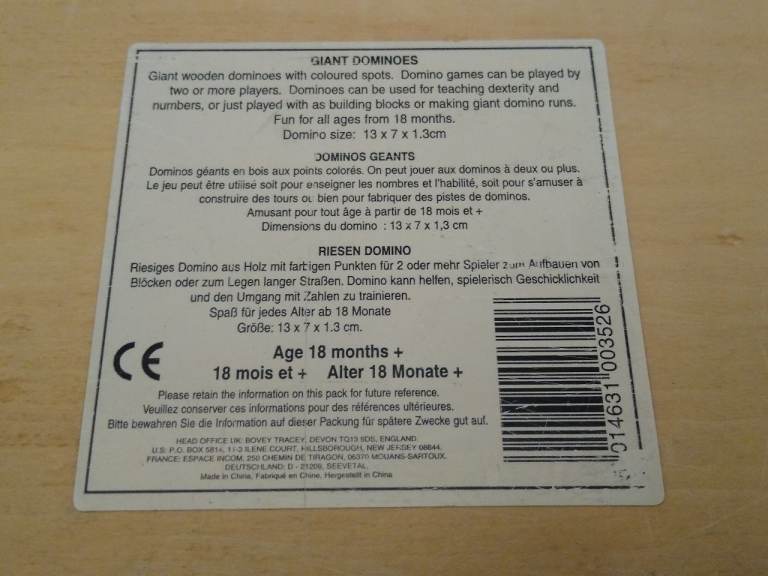 GIANT DOMINOES
Giant wooden dominoes with coloured spots. Domino games can be played by
two or more players. Dominoes can be used for teaching dexterity and
numbers, or just played with as building blocks or making giant domino runs.
Fun for all ages from 18 months.
Domino size: 13 x 7 x 1.3cm
DOMINOS GEANTS
Dominos géants en bois aux points colorés. On peut jouer aux dominos à deux ou plus.
Le jeu peut être utilisé soit pour enseigner les nombres et l'habilité, soit pour s'amuser à
construire des tours ou bien pour fabriquer des pistes de dominos.
Amusant pour tout âge à partir de 18 mois et +
Dimensions du domino : 13 x 7 x 1,3 cm
RIESEN DOMINO
Riesiges Domino aus Holz mit farbigen Punkten für 2 oder mehr Spieler zum Aufbauen von
Blöcken oder zum Legen langer Straßen. Domino kann helfen, spielerisch Geschicklichkeit
und den Umgang mit Zahlen zu trainieren.
Spaß für jedes Alter ab 18 Monate
Größe: 13 x 7 x 1.3 cm.
CE
Age 18 months +
18 mois et + Alter 18 Monate +
Please retain the information on this pack for future reference.
Veuillez conserver ces informations pour des références ultérieures.
Bitte bewahren Sie die Information auf dieser Packung für spätere Zwecke gut auf.
HEAD OFFICE UK: BOVEY TRACEY, DEVON TQ13 9DS, ENGLAND.
U.S: P.O. BOX 5814, 11-3 ILENE COURT, HILLSBOROUGH, NEW JERSEY 08844.
FRANCE: ESPACE INCOM, 250 CHEMIN DE TIRAGON, 06370 MOUANS-SARTOUX.
DEUTSCHLAND: D - 21209, SEEVETAL.
Made in China, Fabriqué en Chine, Hergestellt in China
014631 003526